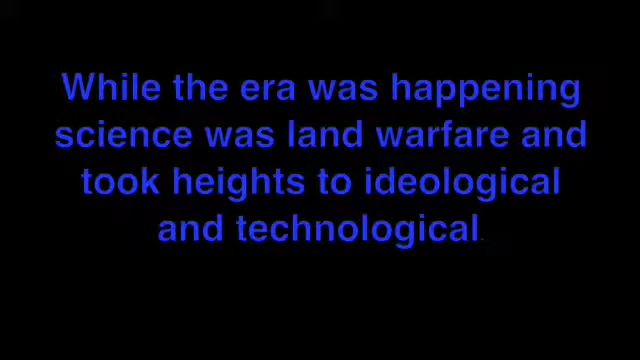 While the era was happening
science was land warfare and
took heights to ideological
and technological.